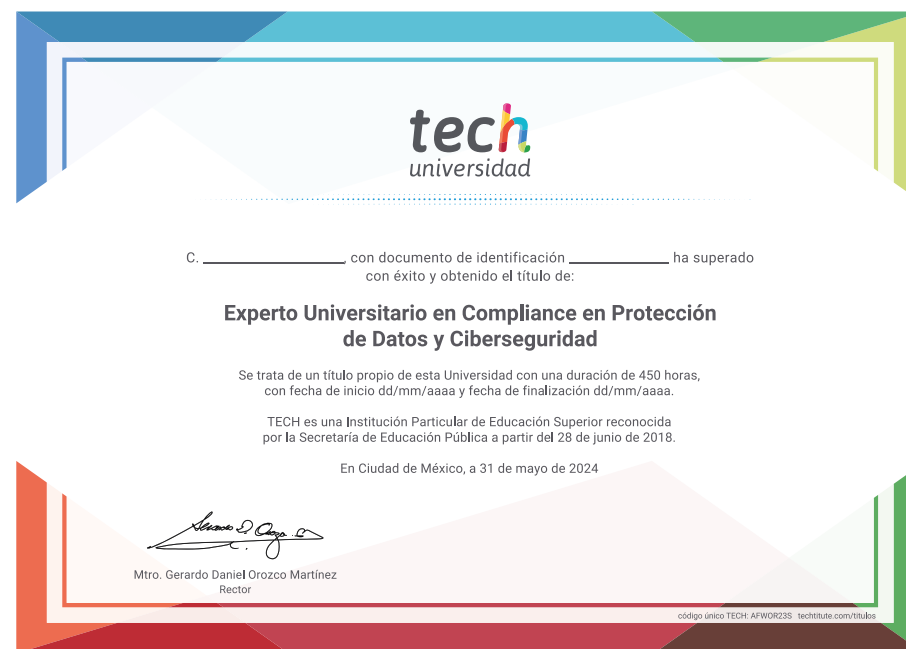 tech
universidad
C. ____________, con documento de identificación ____________ ha superado
con éxito y obtenido el título de:
Experto Universitario en Compliance en Protección
de Datos y Ciberseguridad
Se trata de un título propio de esta Universidad con una duración de 450 horas,
con fecha de inicio dd/mm/aaaa y fecha de finalización dd/mm/aaaa.
TECH es una Institución Particular de Educación Superior reconocida
por la Secretaría de Educación Pública a partir del 28 de junio de 2018.
En Ciudad de México, a 31 de mayo de 2024
Mtro. Gerardo Daniel Orozco Martínez
Rector
código único TECH: AFWOR23S techtitute.com/titulos